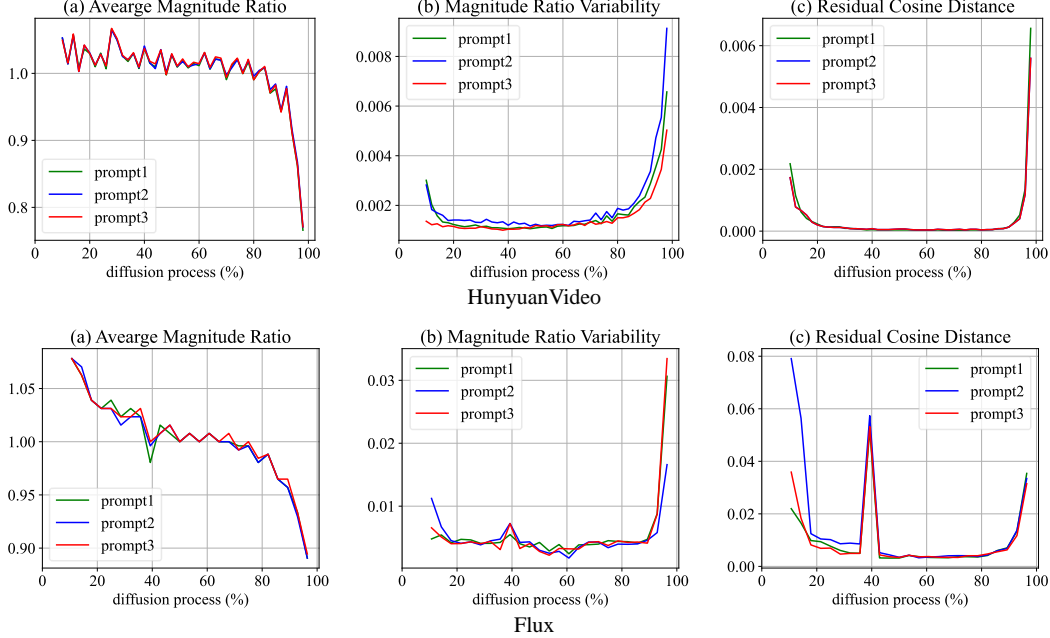 (a) Avearge Magnitude Ratio
1.0
0.9
0.8
prompt1
prompt2
prompt3
0 20 40 60 80 100
diffusion process (%)
(b) Magnitude Ratio Variability
0.008
0.006
0.004
0.002
prompt1
prompt2
prompt3
0 20 40 60 80 100
diffusion process (%)
(c) Residual Cosine Distance
0.006
0.004
0.002
0.000
prompt1
prompt2
prompt3
0 20 40 60 80 100
diffusion process (%)
HunyuanVideo
(a) Avearge Magnitude Ratio
1.05
1.00
0.95
0.90
prompt1
prompt2
prompt3
0 20 40 60 80 100
diffusion process (%)
(b) Magnitude Ratio Variability
0.03
0.02
0.01
prompt1
prompt2
prompt3
0 20 40 60 80 100
diffusion process (%)
(c) Residual Cosine Distance
0.08
0.06
0.04
0.02
0.00
prompt1
prompt2
prompt3
0 20 40 60 80 100
diffusion process (%)
Flux